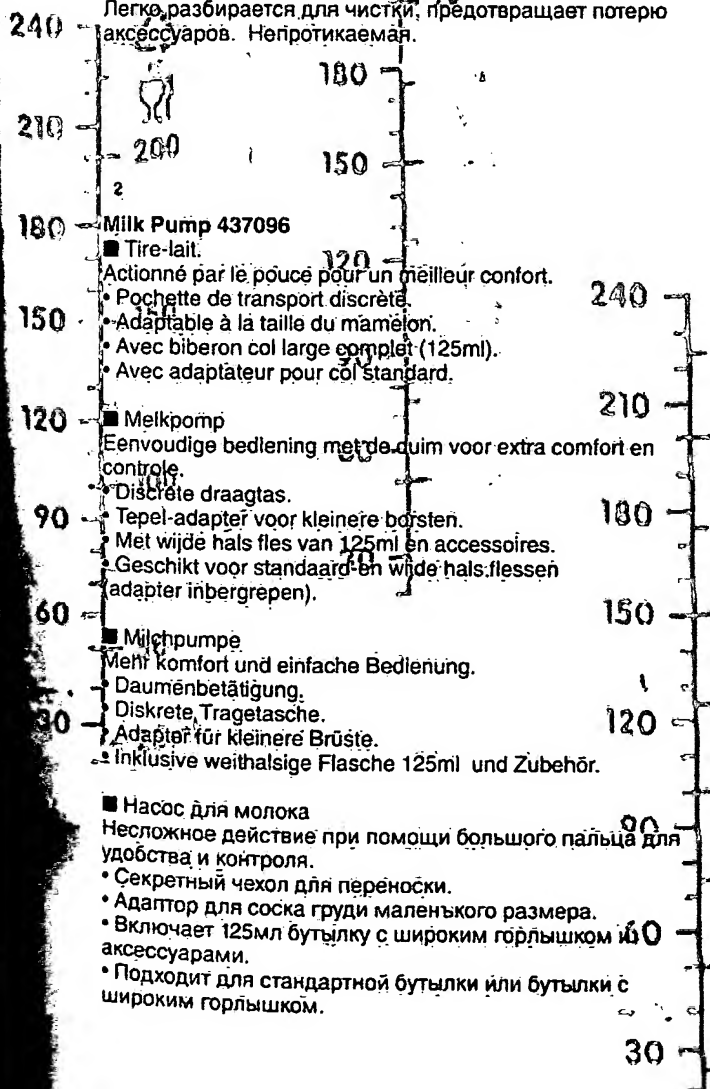 Легко разбирается для чистки, предотвращает потерю
аксессуаров. Непротикаемая.
240
210
180
150
120
90
60
30
200
180
150
120
2
Milk Pump 437096
■ Tire-lait.
Actionné par le pouce pour un meilleur confort.
• Pochette de transport discrète.
• Adaptable à la taille du mamelon.
• Avec biberon col large complet (125ml).
• Avec adaptateur pour col standard.
■ Melkpomp
Eenvoudige bediening met de duim voor extra comfort en
controle.
• Discrete draagtas.
• Tepel-adapter voor kleinere borsten.
• Met wijde hals fles van 125ml en accessoires.
• Geschikt voor standaard en wijde hals flessen
(adapter inbergrepen).
■ Milchpumpe
Mehr komfort und einfache Bedienung.
• Daumenbetätigung.
• Diskrete Tragetasche.
• Adapter für kleinere Brüste.
• Inklusive weithalsige Flasche 125ml und Zubehör.
■ Насос для молока
Несложное действие при помощи большого пальца для
удобства и контроля.
• Секретный чехол для переноски.
• Адаптор для соска груди маленького размера.
• Включает 125мл бутылку с широким горлышком и
аксессуарами.
• Подходит для стандартной бутылки или бутылки с
широким горлышком.
240
210
180
150
120
90
60
30